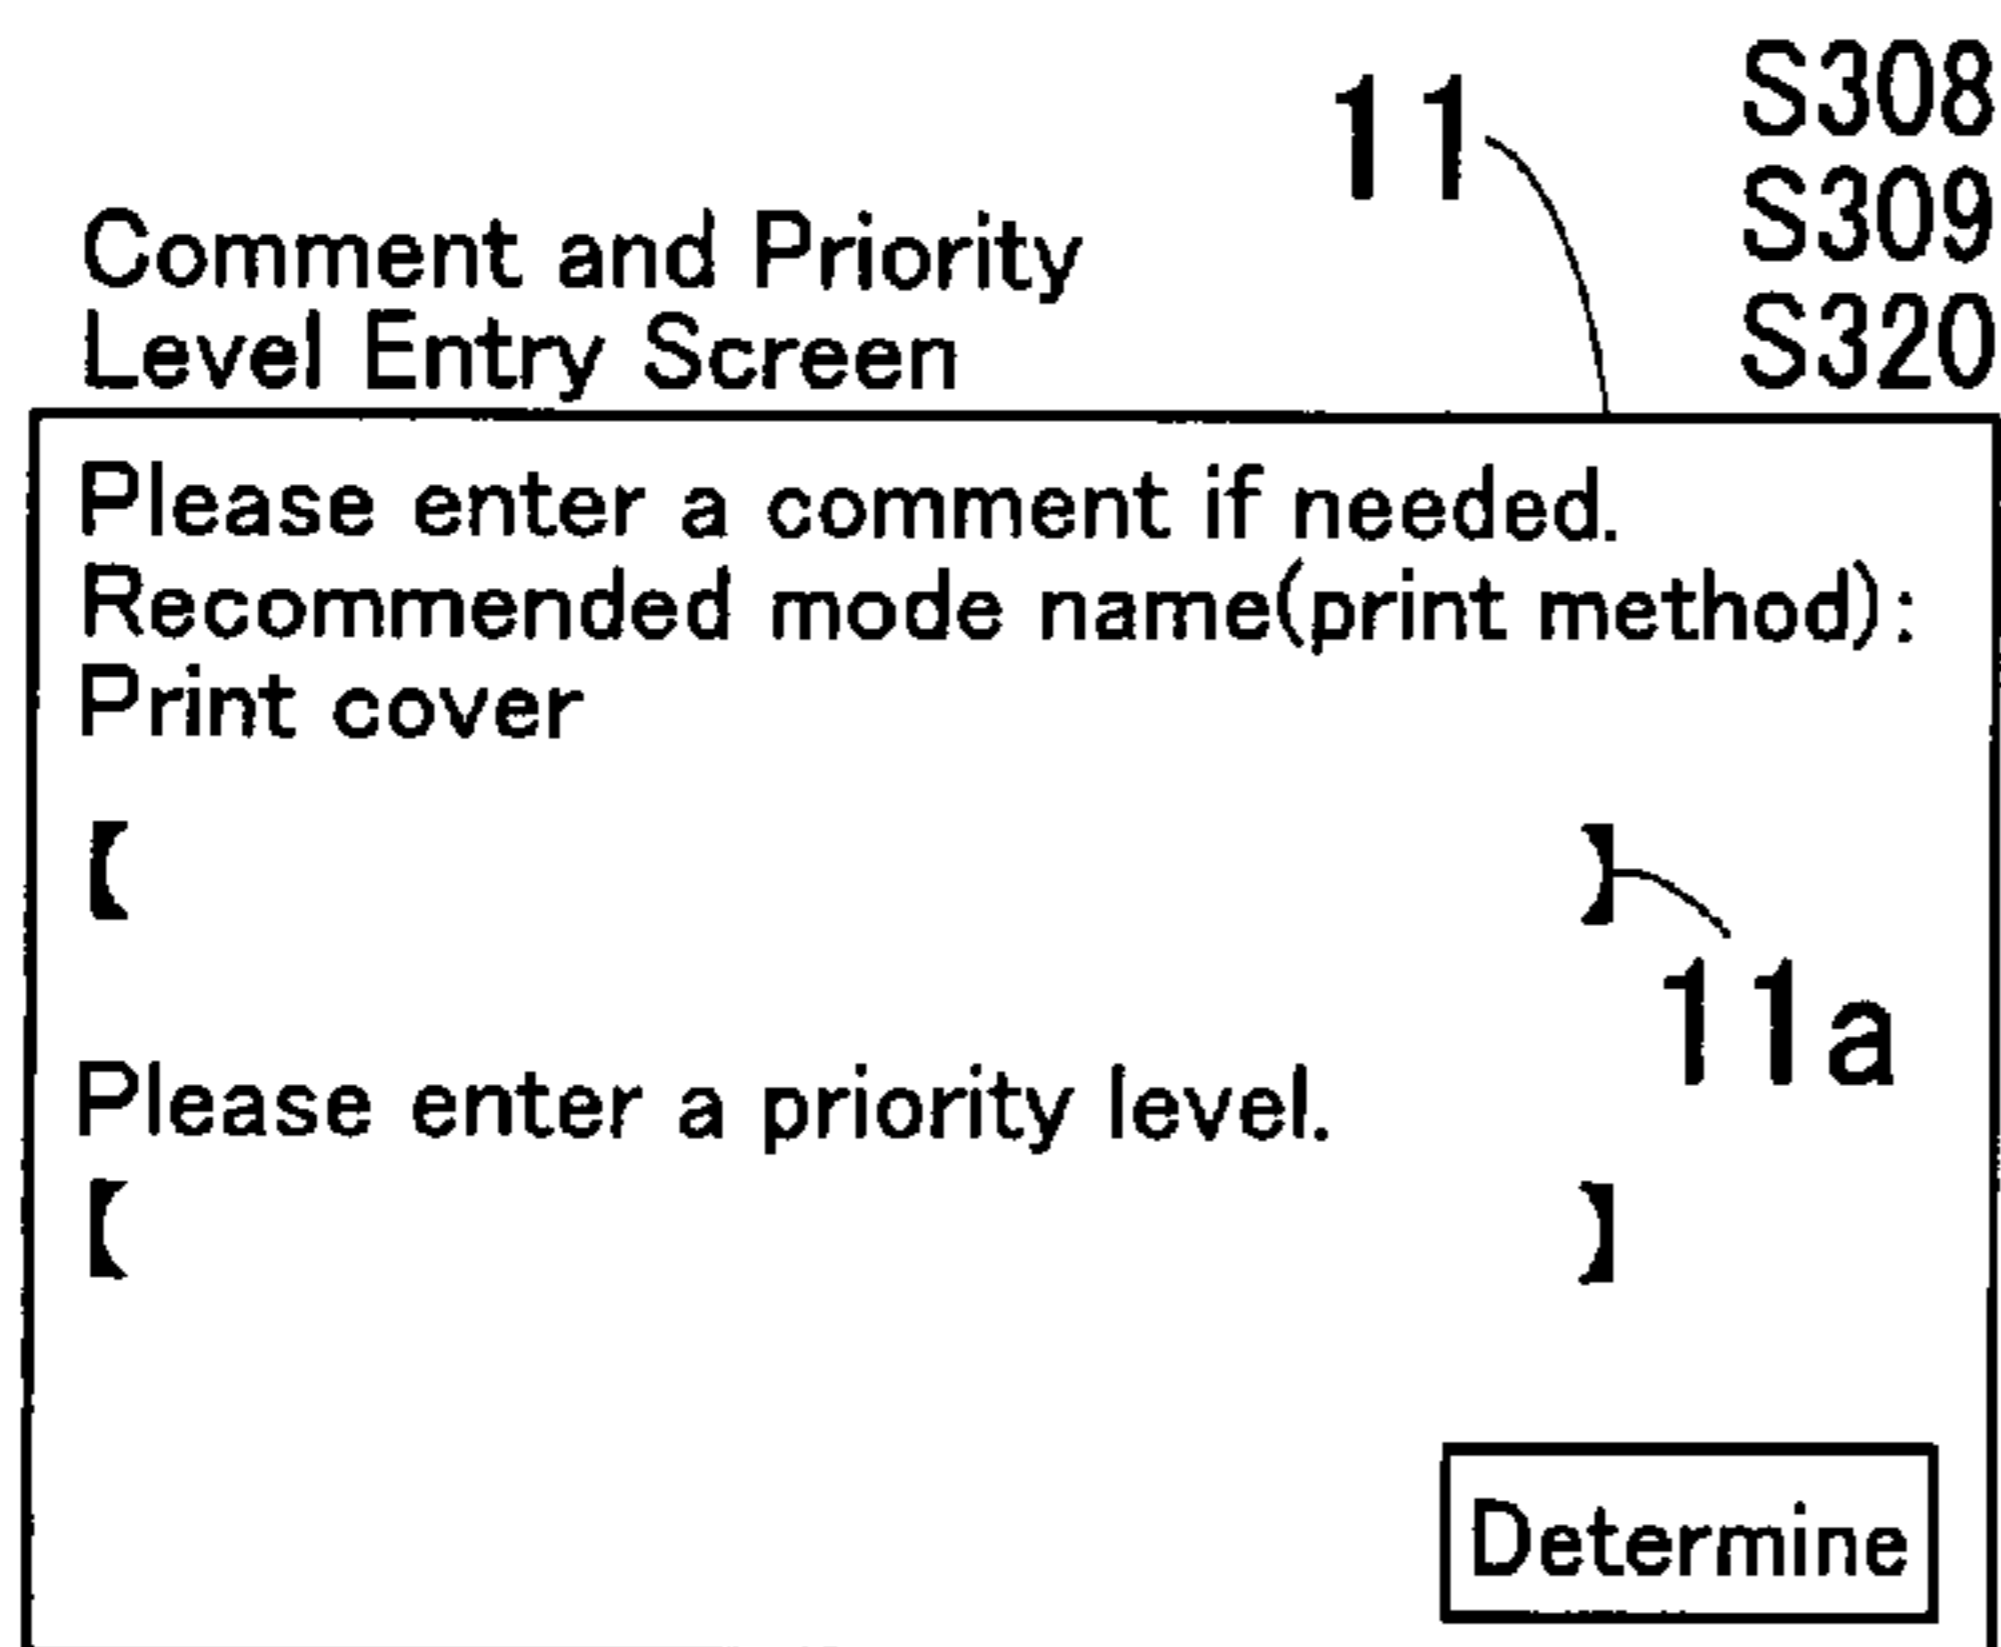 11
S308
S309
S320
Comment and Priority
Level Entry Screen
Please enter a comment if needed.
Recommended mode name(print method):
Print cover
【 】
11a
Please enter a priority level.
【 】
Determine